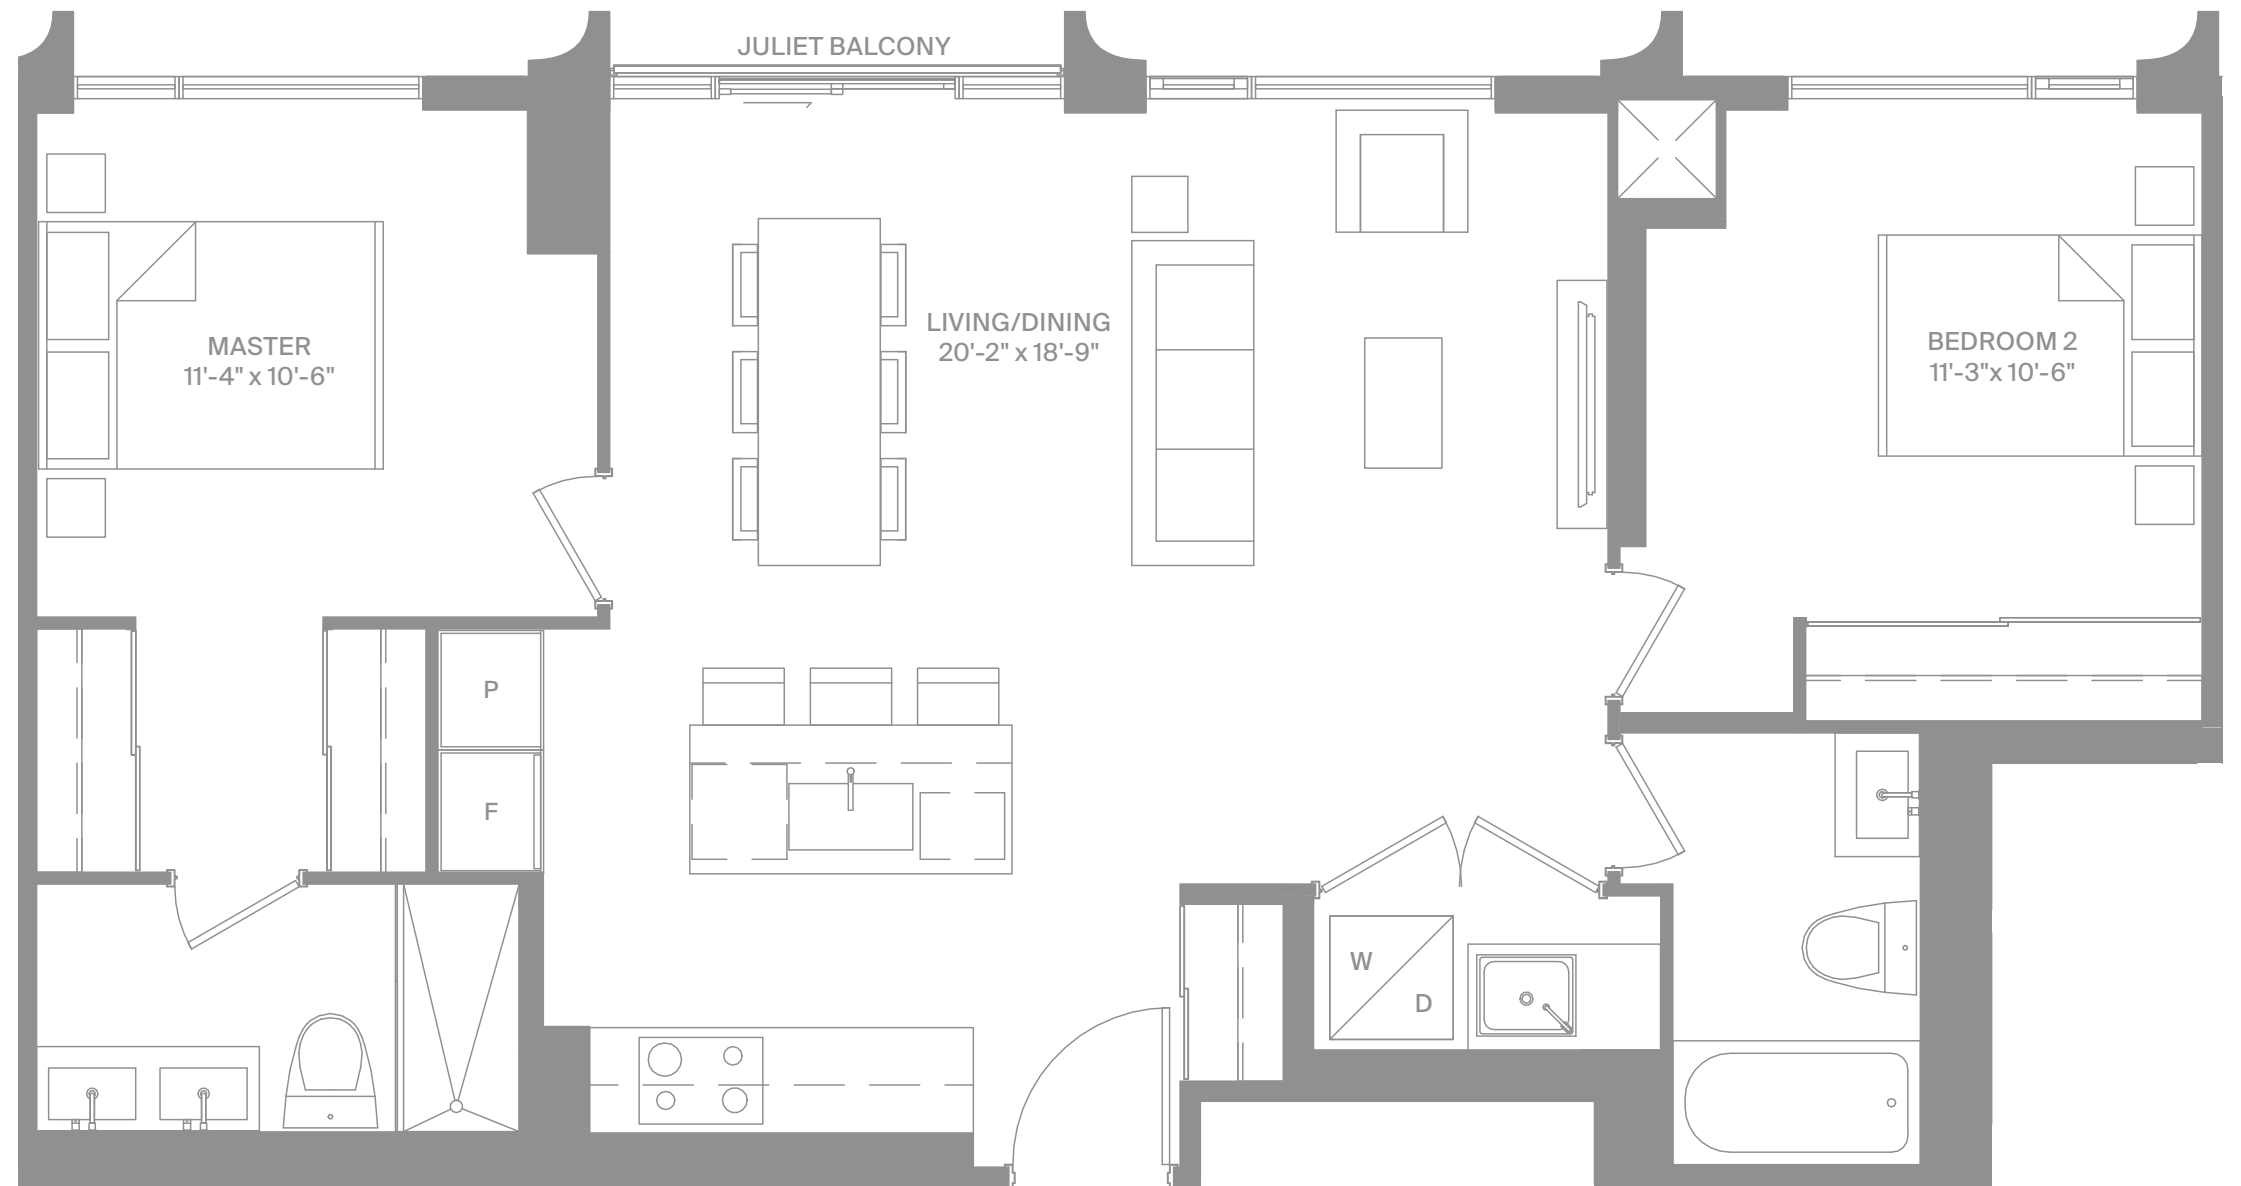 JULIET BALCONY
MASTER
11'-4" x 10'-6"
LIVING/DINING
20'-2" x 18'-9"
BEDROOM 2
11'-3"x 10'-6"
P
F
W
D